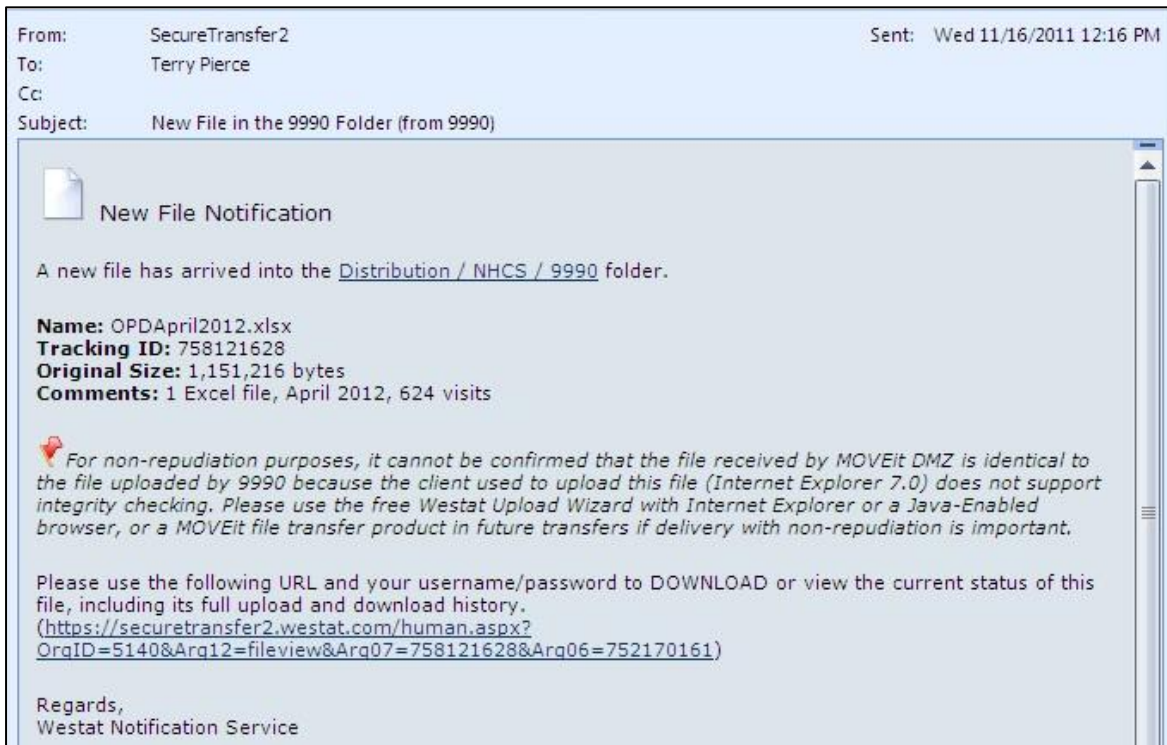 From: SecureTransfer2 Sent: Wed 11/16/2011 12:16 PM
To: Terry Pierce
Cc:
Subject: New File in the 9990 Folder (from 9990)
New File Notification
A new file has arrived into the Distribution / NHCS / 9990 folder.
Name: OPDApril2012.xlsx
Tracking ID: 758121628
Original Size: 1,151,216 bytes
Comments: 1 Excel file, April 2012, 624 visits
For non-repudiation purposes, it cannot be confirmed that the file received by MOVEit DMZ is identical to
the file uploaded by 9990 because the client used to upload this file (Internet Explorer 7.0) does not support
integrity checking. Please use the free Westat Upload Wizard with Internet Explorer or a Java-Enabled
browser, or a MOVEit file transfer product in future transfers if delivery with non-repudiation is important.
Please use the following URL and your username/password to DOWNLOAD or view the current status of this
file, including its full upload and download history.
(https://securetransfer2.westat.com/human.aspx?
OrgID=5140&Arg12=fileview&Arg07=758121628&Arg06=752170161)
Regards,
Westat Notification Service